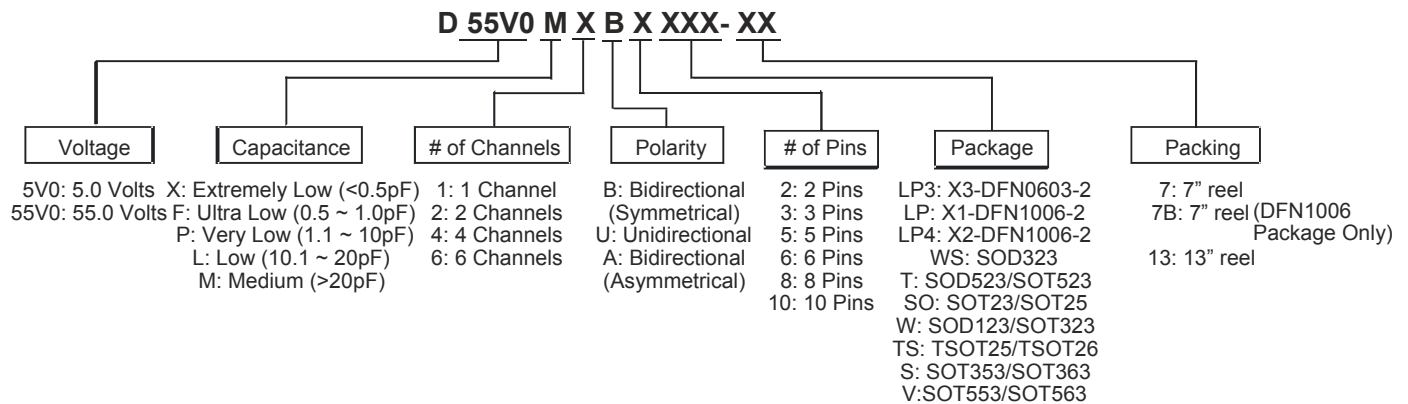 D 55V0 M X B X XXX- XX
Voltage
5V0: 5.0 Volts
55V0: 55.0 Volts
Capacitance
X: Extremely Low (<0.5pF)
F: Ultra Low (0.5 ~ 1.0pF)
P: Very Low (1.1 ~ 10pF)
L: Low (10.1 ~ 20pF)
M: Medium (>20pF)
# of Channels
1: 1 Channel
2: 2 Channels
4: 4 Channels
6: 6 Channels
Polarity
B: Bidirectional
(Symmetrical)
U: Unidirectional
A: Bidirectional
(Asymmetrical)
# of Pins
2: 2 Pins
3: 3 Pins
5: 5 Pins
6: 6 Pins
8: 8 Pins
10: 10 Pins
Package
LP3: X3-DFN0603-2
LP: X1-DFN1006-2
LP4: X2-DFN1006-2
WS: SOD323
T: SOD523/SOT523
SO: SOT23/SOT25
W: SOD123/SOT323
TS: TSOT25/TSOT26
S: SOT353/SOT363
V:SOT553/SOT563
Packing
7: 7” reel
7B: 7” reel (DFN1006
Package Only)
13: 13” reel